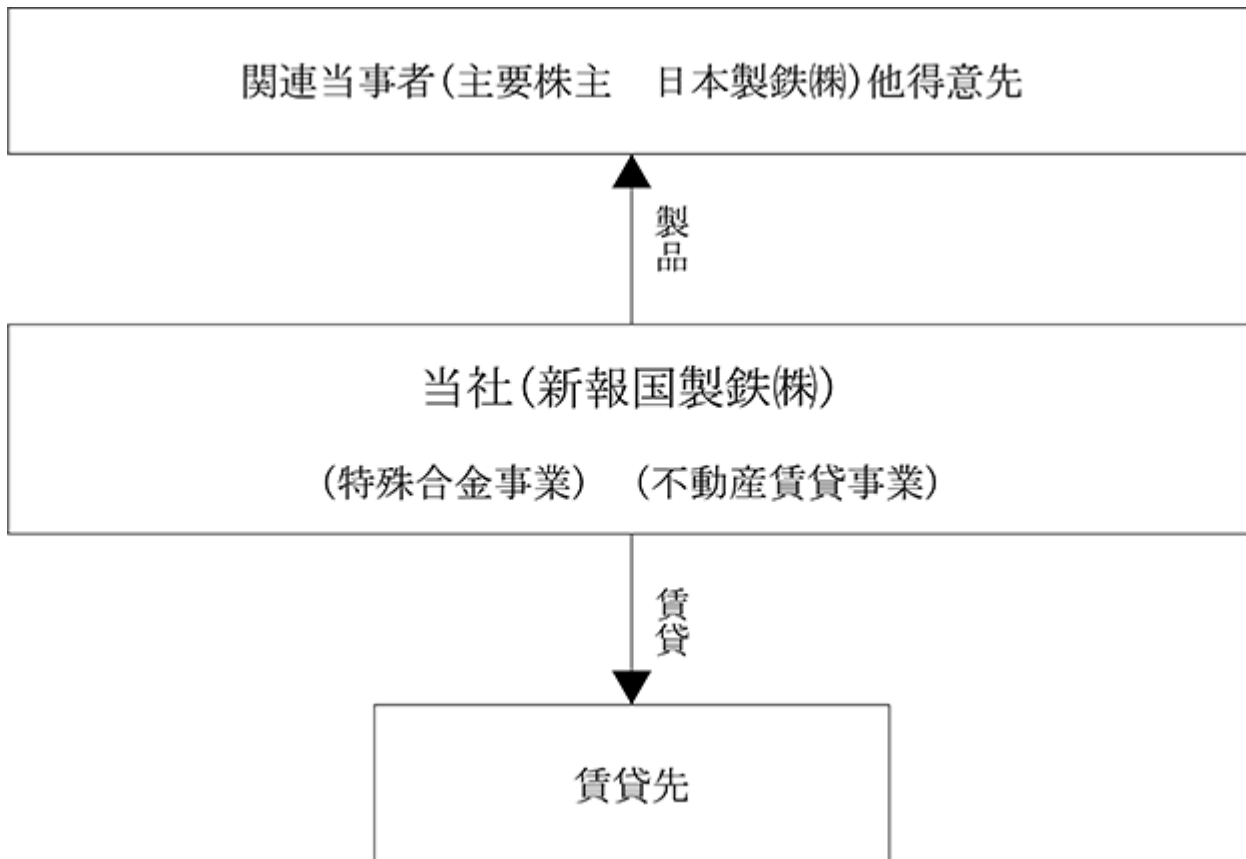 関連当事者(主要株主　日本製鉄㈱)他得意先
製品
当社(新報国製鉄㈱)
(特殊合金事業)　(不動産賃貸事業)
賃貸
賃貸先